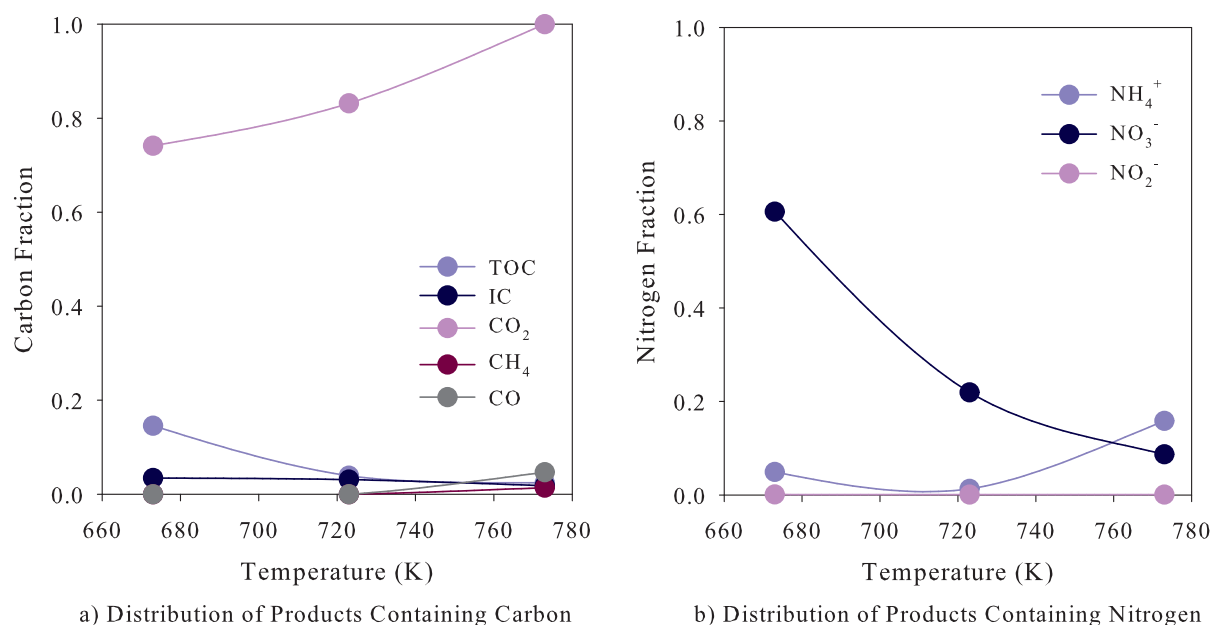 1.0
0.8
0.6
0.4
0.2
0.0
Carbon Fraction
TOC
IC
CO₂
CH₄
CO
660 680 700 720 740 760 780
Temperature (K)
a) Distribution of Products Containing Carbon
1.0
0.8
0.6
0.4
0.2
0.0
Nitrogen Fraction
NH₄⁺
NO₃⁻
NO₂⁻
660 680 700 720 740 760 780
Temperature (K)
b) Distribution of Products Containing Nitrogen